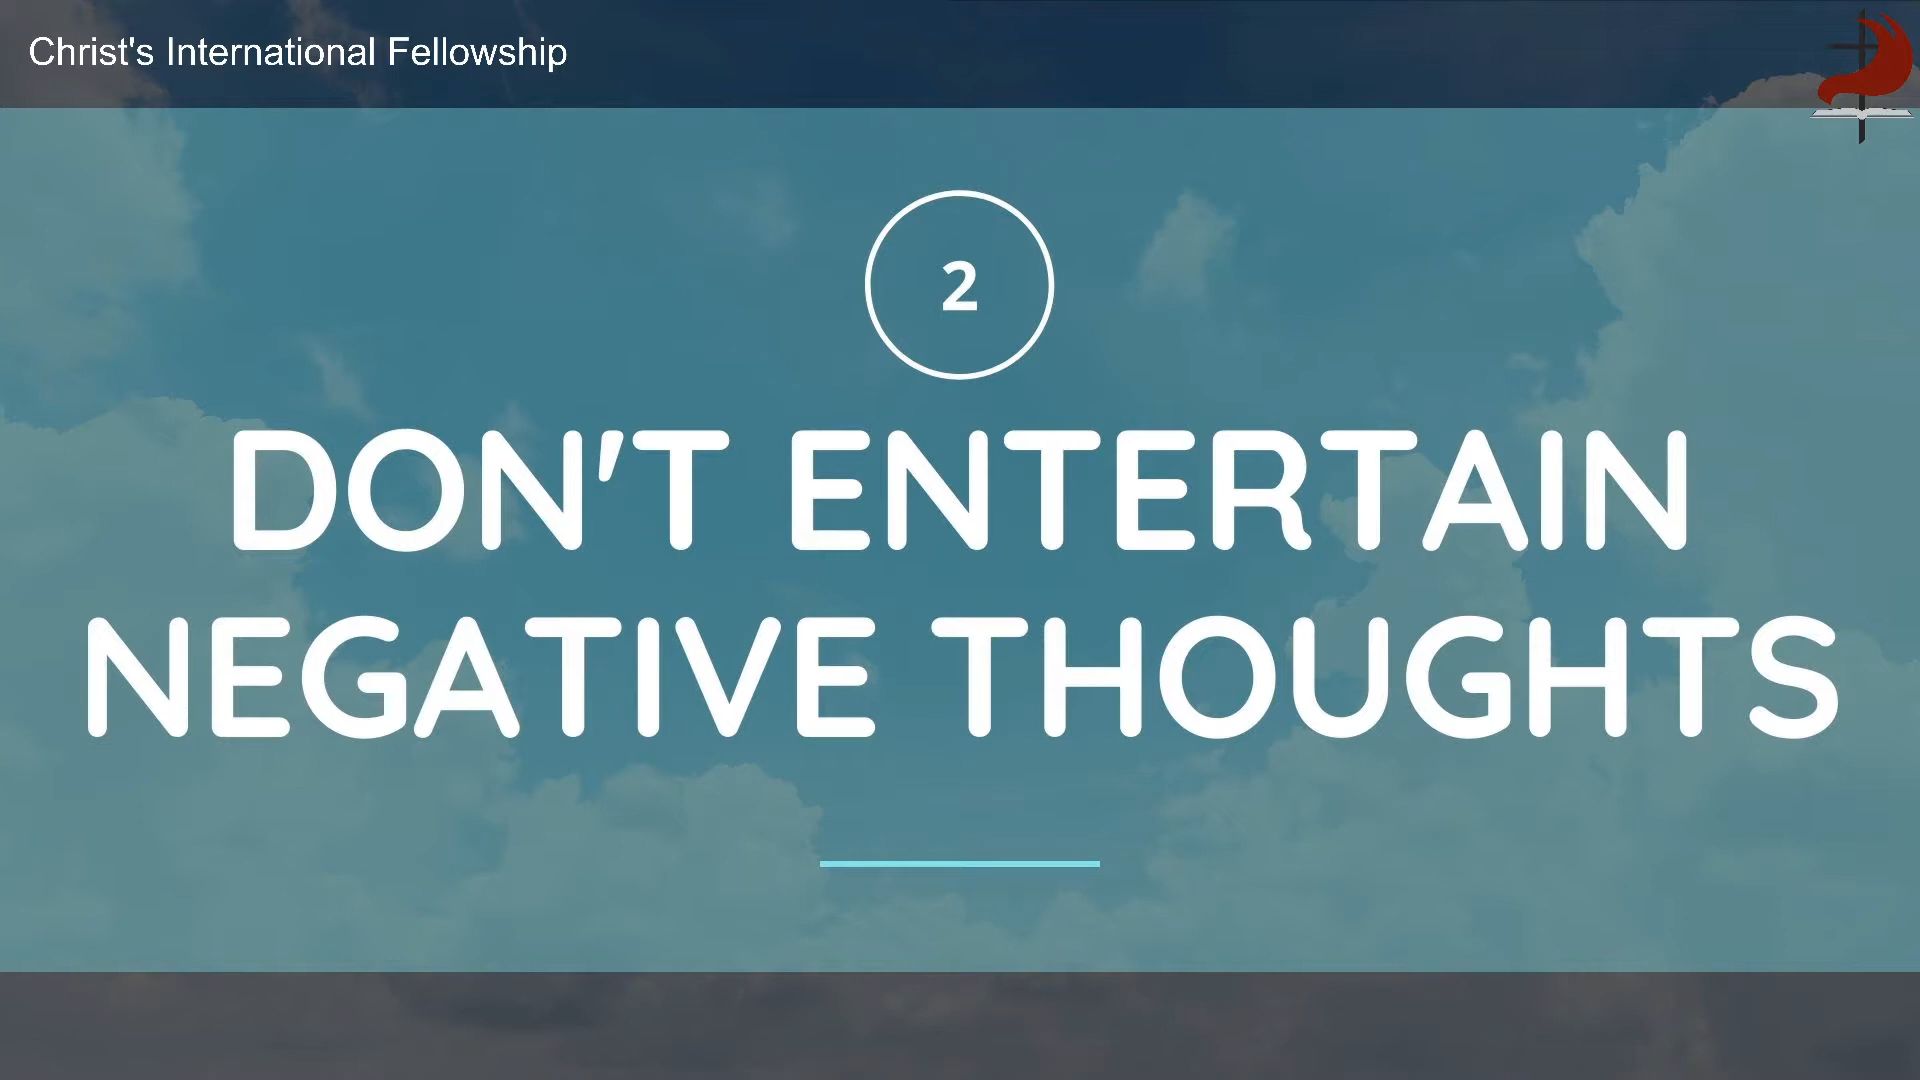 Christ's International Fellowship
2
DON'T ENTERTAIN
NEGATIVE THOUGHTS